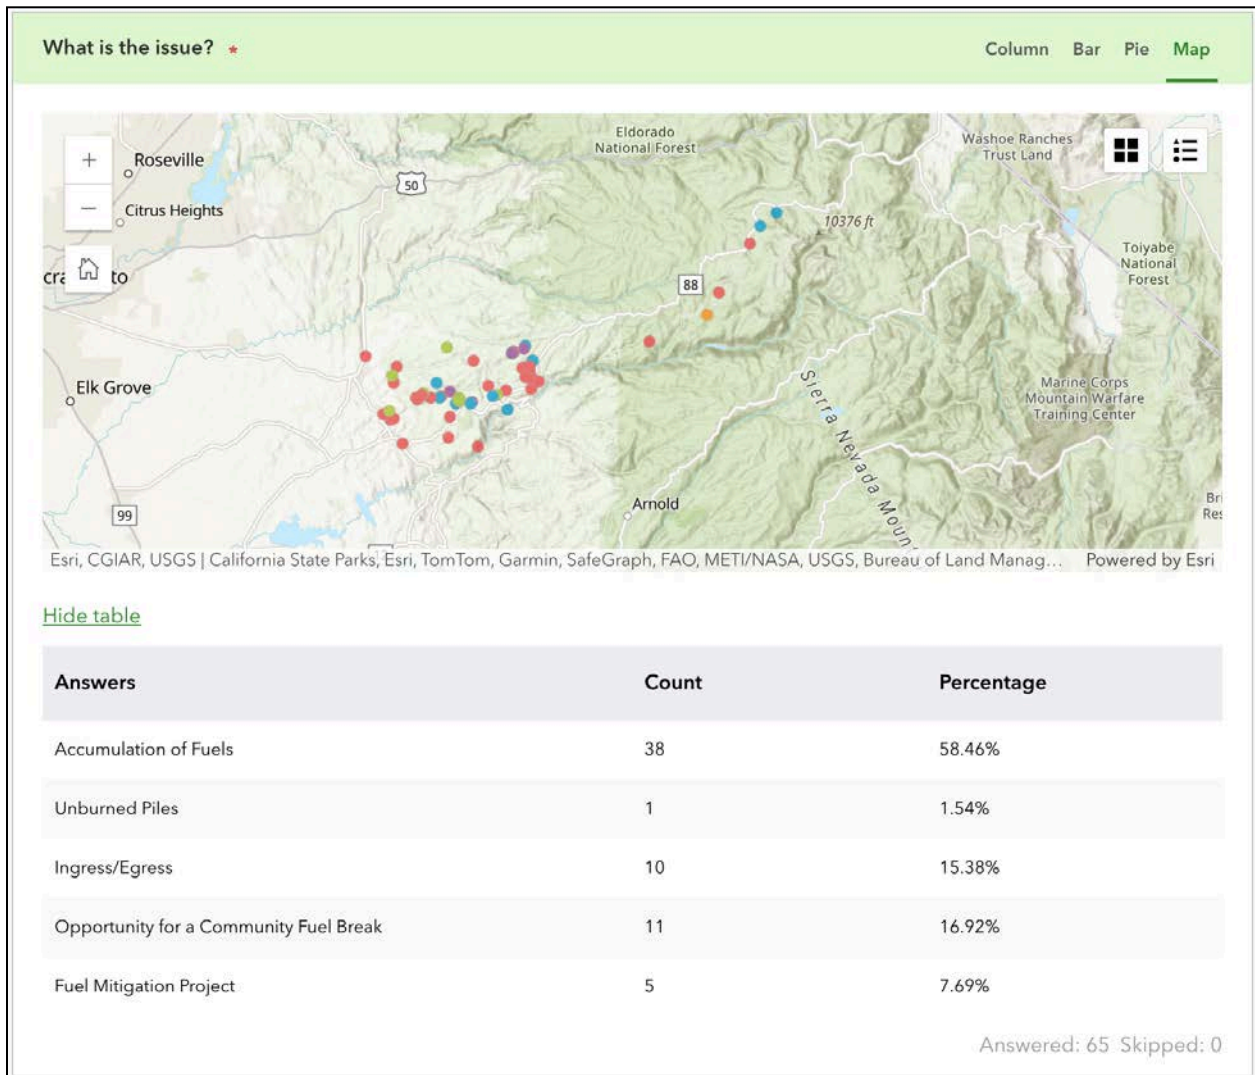 What is the issue? *
Column Bar Pie Map
Eldorado
National Forest
Washoe Ranches
Trust Land
+
Roseville
50
−
Citrus Heights
10376 ft
Toiyabe
National
Forest
cra to
88
Elk Grove
Sierra Nevada Moun
Marine Corps
Mountain Warfare
Training Center
Arnold
99
Bri
Res
Esri, CGIAR, USGS | California State Parks, Esri, TomTom, Garmin, SafeGraph, FAO, METI/NASA, USGS, Bureau of Land Manag... Powered by Esri
Hide table
Answers Count Percentage
Accumulation of Fuels 38 58.46%
Unburned Piles 1 1.54%
Ingress/Egress 10 15.38%
Opportunity for a Community Fuel Break 11 16.92%
Fuel Mitigation Project 5 7.69%
Answered: 65 Skipped: 0